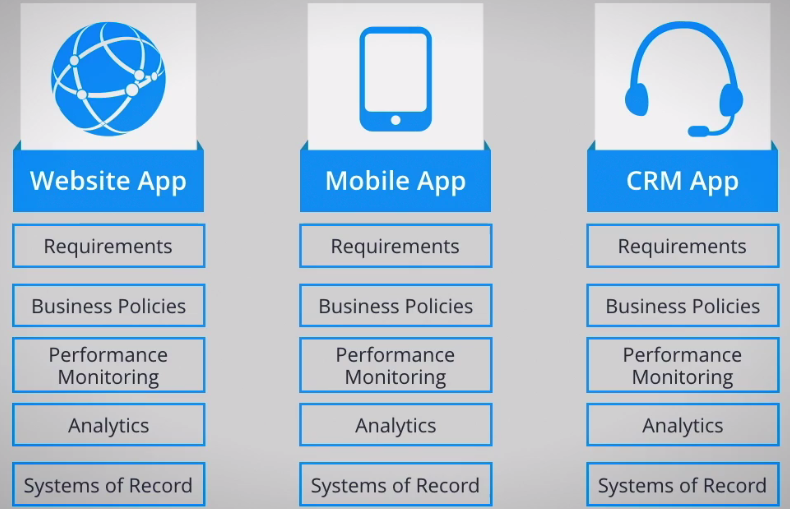 Website App
Requirements
Business Policies
Performance
Monitoring
Analytics
Systems of Record
Mobile App
Requirements
Business Policies
Performance
Monitoring
Analytics
Systems of Record
CRM App
Requirements
Business Policies
Performance
Monitoring
Analytics
Systems of Record